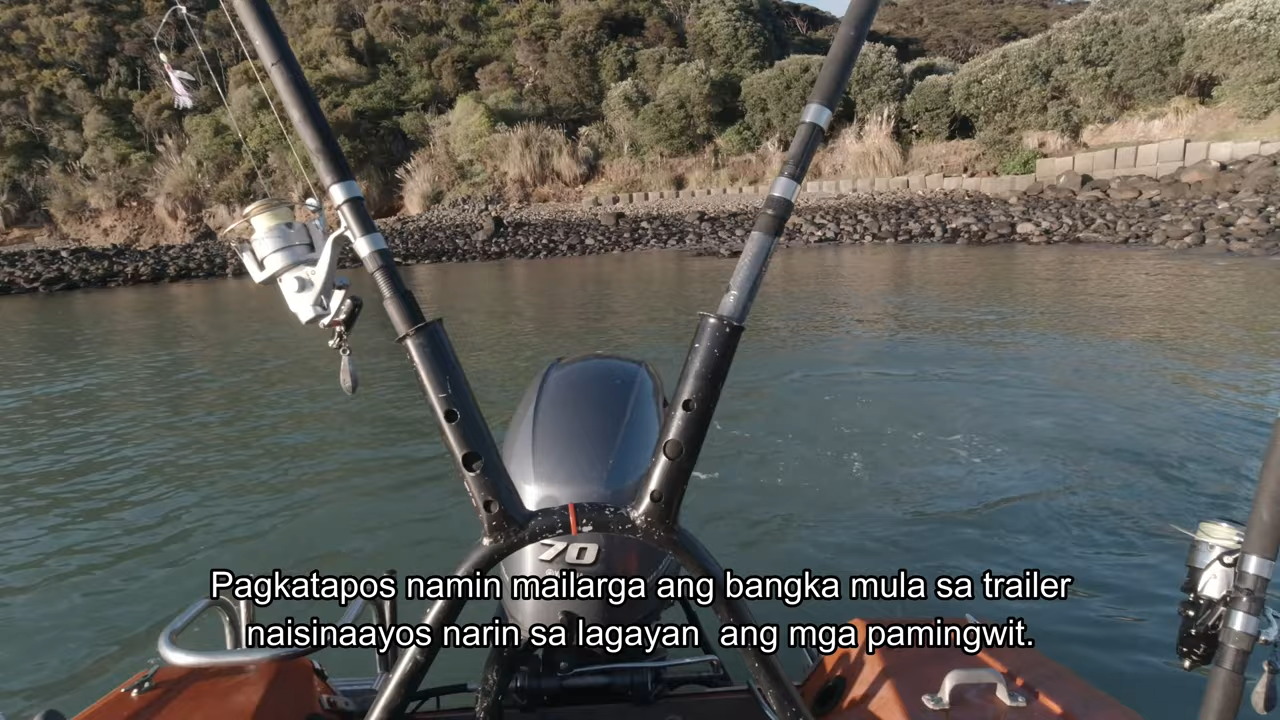 70
Pagkatapos namin mailarga ang bangka mula sa trailer
naisinaayos narin sa lagayan  ang mga pamingwit.